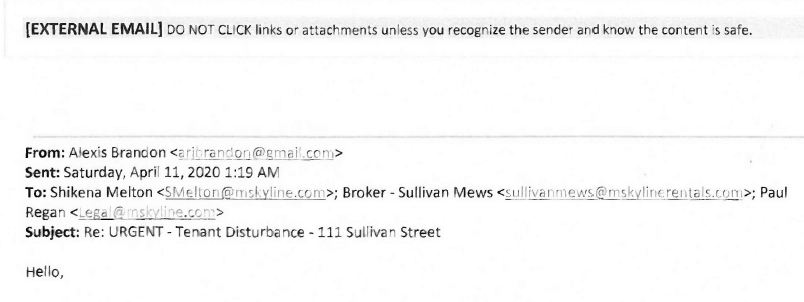 [EXTERNAL EMAIL] DO NOT CLICK links or attachments unless you recognize the sender and know the content is safe.
From: Alexis Brandon <aribrandon@gmail.com>
Sent: Saturday, April 11, 2020 1:19 AM
To: Shikena Melton <SMelton@mskyline.com>; Broker - Sullivan Mews <sullivanmews@mskylinerentals.com>; Paul
Regan <Legal@mskyline.com>
Subject: Re: URGENT - Tenant Disturbance - 111 Sullivan Street
Hello,